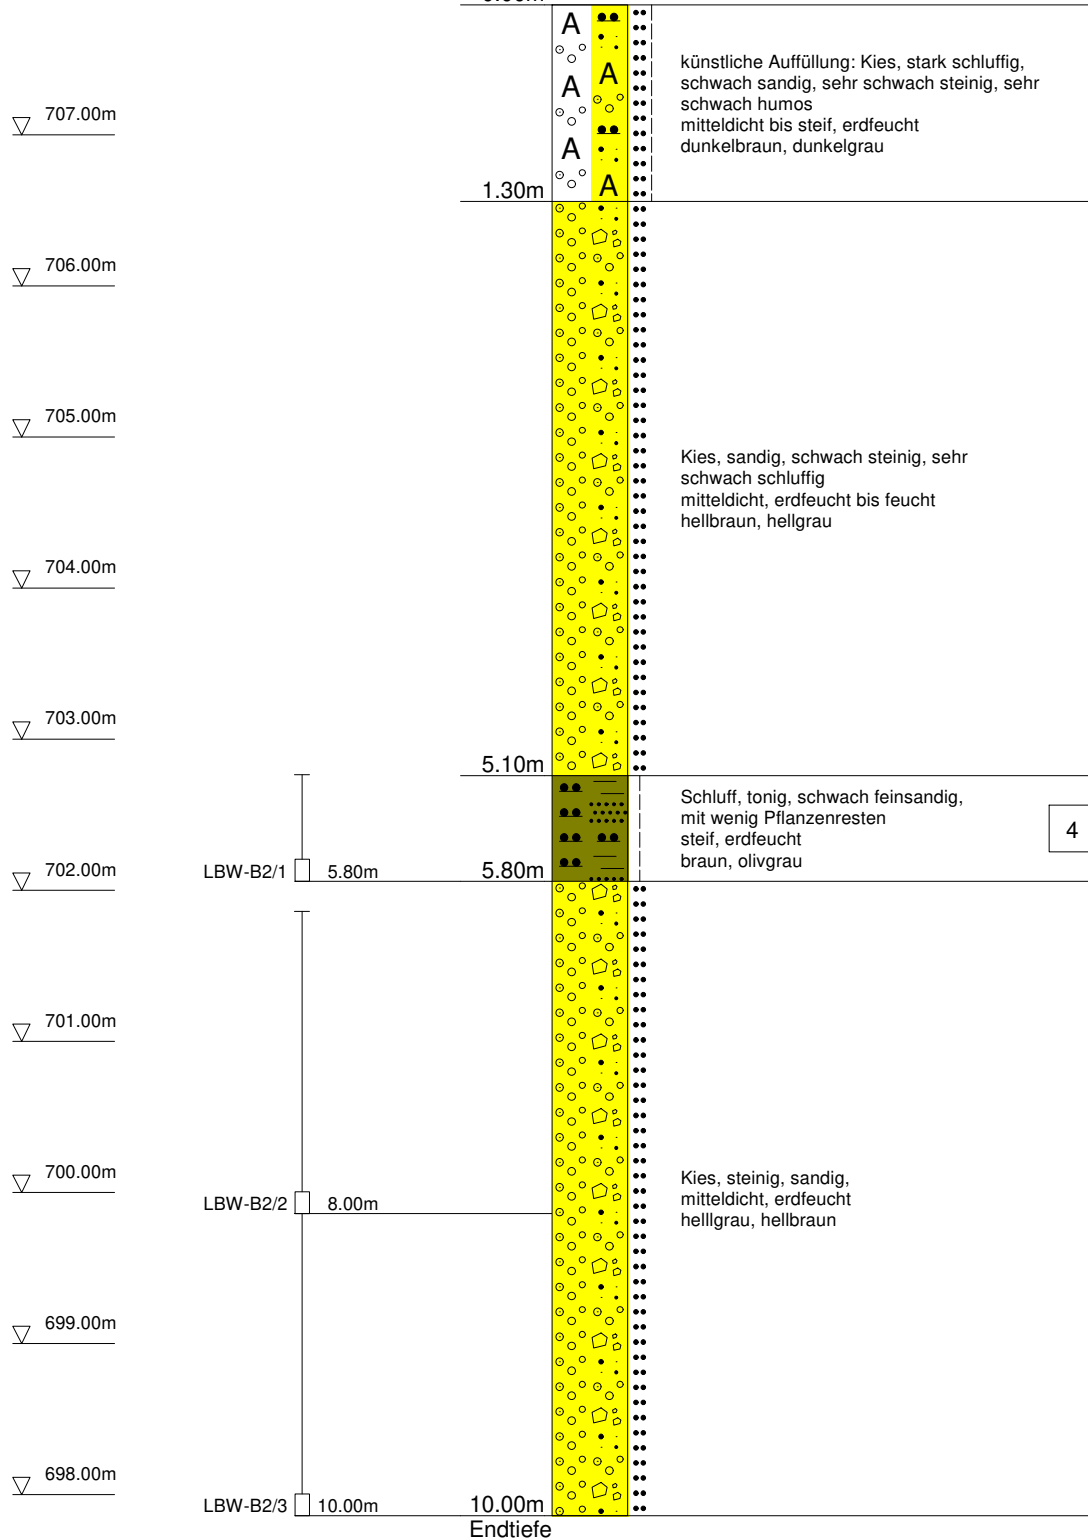 A
A
A
A
A
künstliche Auffüllung: Kies, stark schluffig,
schwach sandig, sehr schwach steinig, sehr
schwach humos
mitteldicht bis steif, erdfeucht
dunkelbraun, dunkelgrau
707.00m
1.30m
706.00m
705.00m
Kies, sandig, schwach steinig, sehr
schwach schluffig
mitteldicht, erdfeucht bis feucht
hellbraun, hellgrau
704.00m
703.00m
5.10m
Schluff, tonig, schwach feinsandig,
mit wenig Pflanzenresten
steif, erdfeucht
braun, olivgrau
4
702.00m
LBW-B2/1 5.80m
5.80m
701.00m
700.00m
LBW-B2/2 8.00m
Kies, steinig, sandig,
mitteldicht, erdfeucht
helllgrau, hellbraun
699.00m
698.00m
LBW-B2/3 10.00m
10.00m
Endtiefe